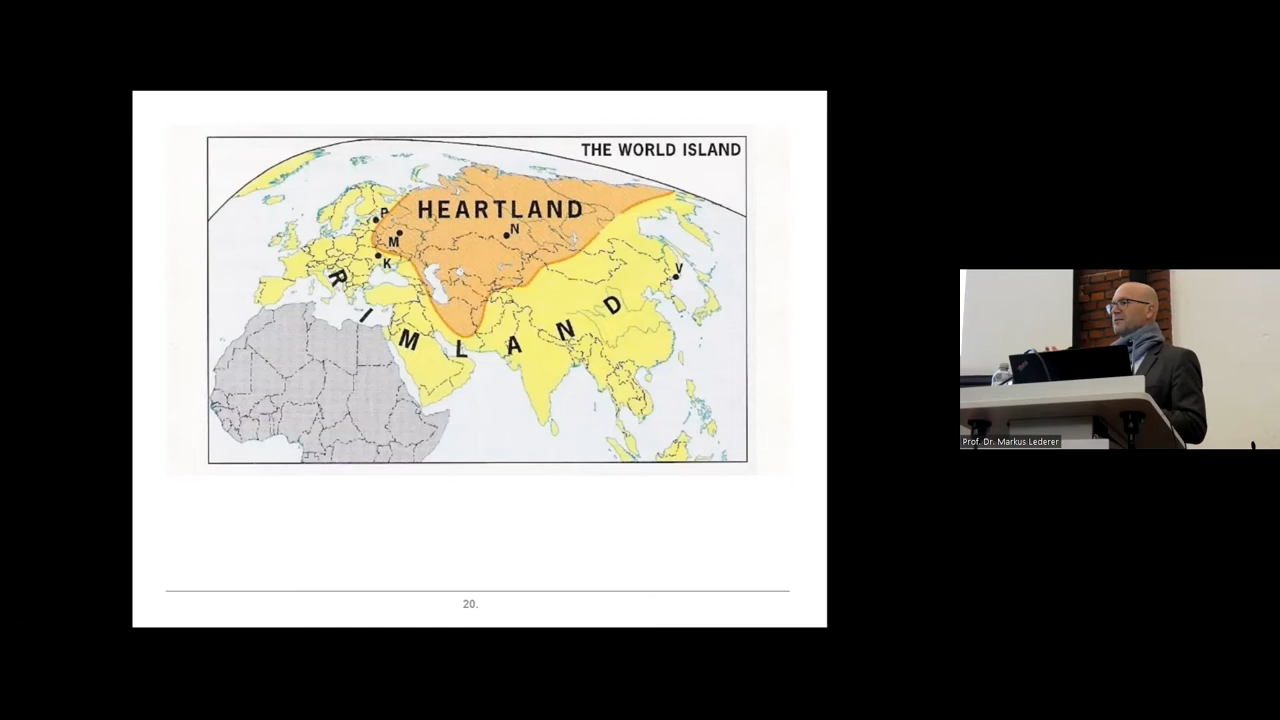 THE WORLD ISLAND
HEARTLAND
P
M
N
K
V
RIMLAND
20.
Prof. Dr. Markus Lederer